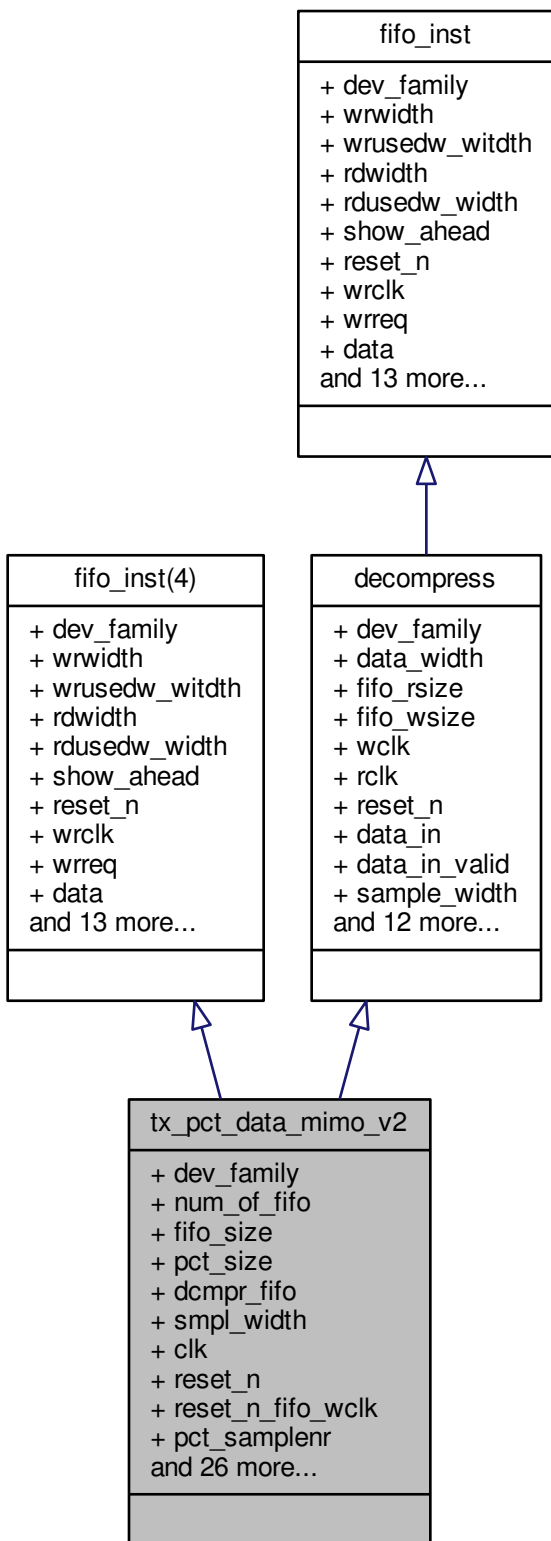 fifo_inst
+ dev_family
+ wrwidth
+ wrusedw_witdth
+ rdwidth
+ rdusedw_width
+ show_ahead
+ reset_n
+ wrclk
+ wrreq
+ data
and 13 more...
fifo_inst(4)
+ dev_family
+ wrwidth
+ wrusedw_witdth
+ rdwidth
+ rdusedw_width
+ show_ahead
+ reset_n
+ wrclk
+ wrreq
+ data
and 13 more...
decompress
+ dev_family
+ data_width
+ fifo_rsize
+ fifo_wsize
+ wclk
+ rclk
+ reset_n
+ data_in
+ data_in_valid
+ sample_width
and 12 more...
tx_pct_data_mimo_v2
+ dev_family
+ num_of_fifo
+ fifo_size
+ pct_size
+ dcmpr_fifo
+ smpl_width
+ clk
+ reset_n
+ reset_n_fifo_wclk
+ pct_samplenr
and 26 more...